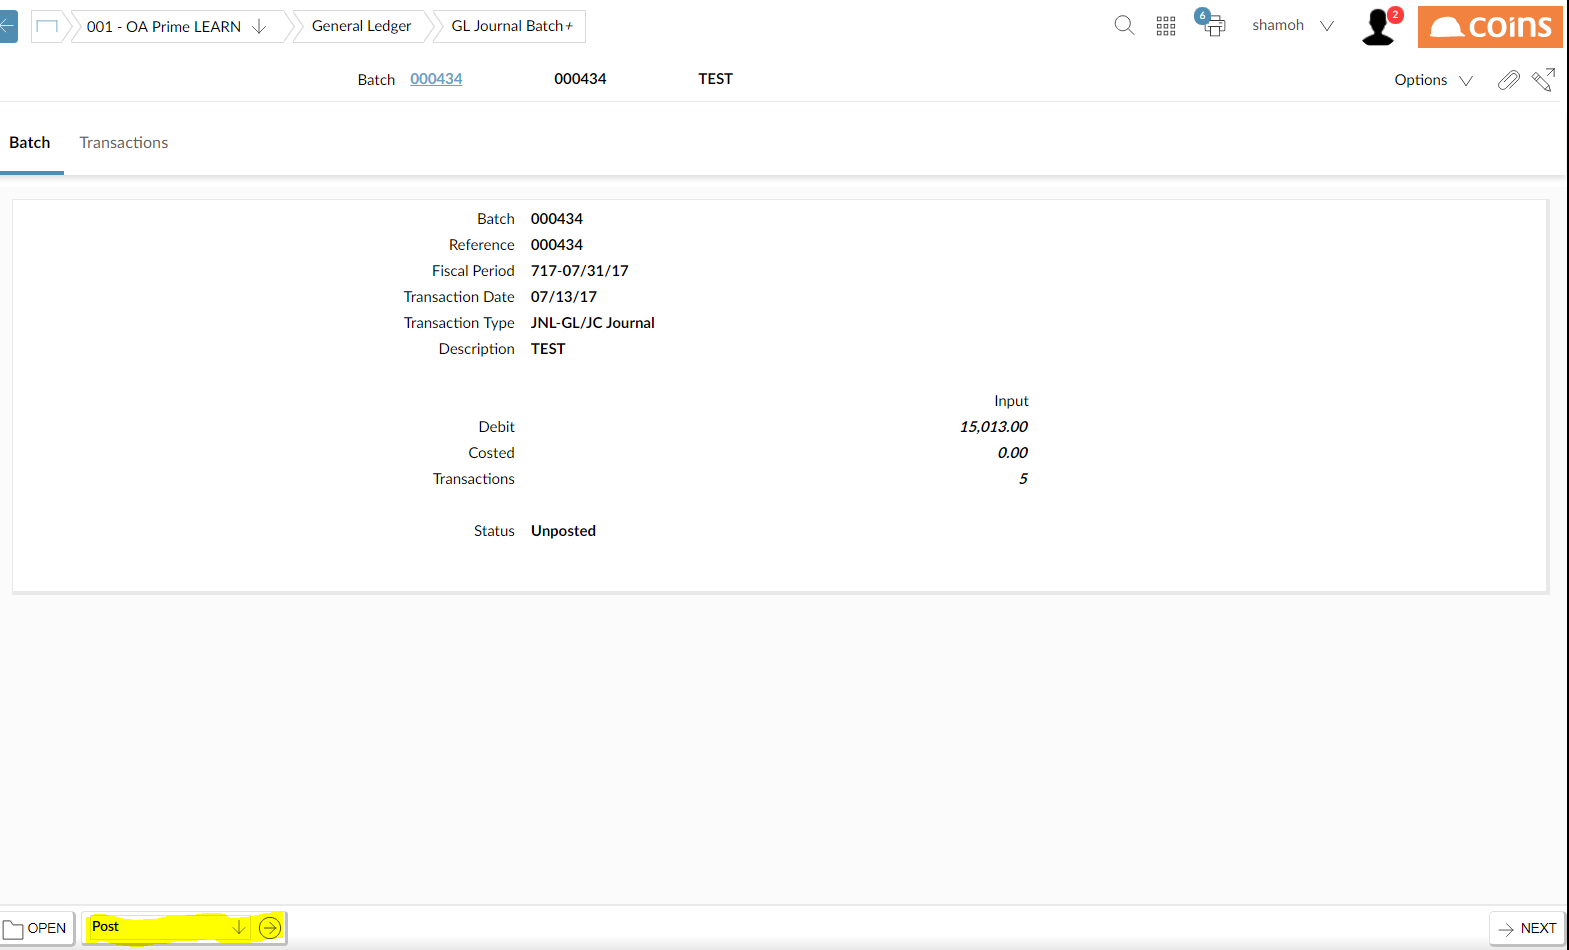 001 - OA Prime LEARN General Ledger GL Journal Batch+ 6 shamoh 2 coins
Batch 000434 000434 TEST Options
Batch Transactions
Batch 000434
Reference 000434
Fiscal Period 717-07/31/17
Transaction Date 07/13/17
Transaction Type JNL-GL/JC Journal
Description TEST
Input
Debit 15,013.00
Costed 0.00
Transactions 5
Status Unposted
OPEN Post NEXT